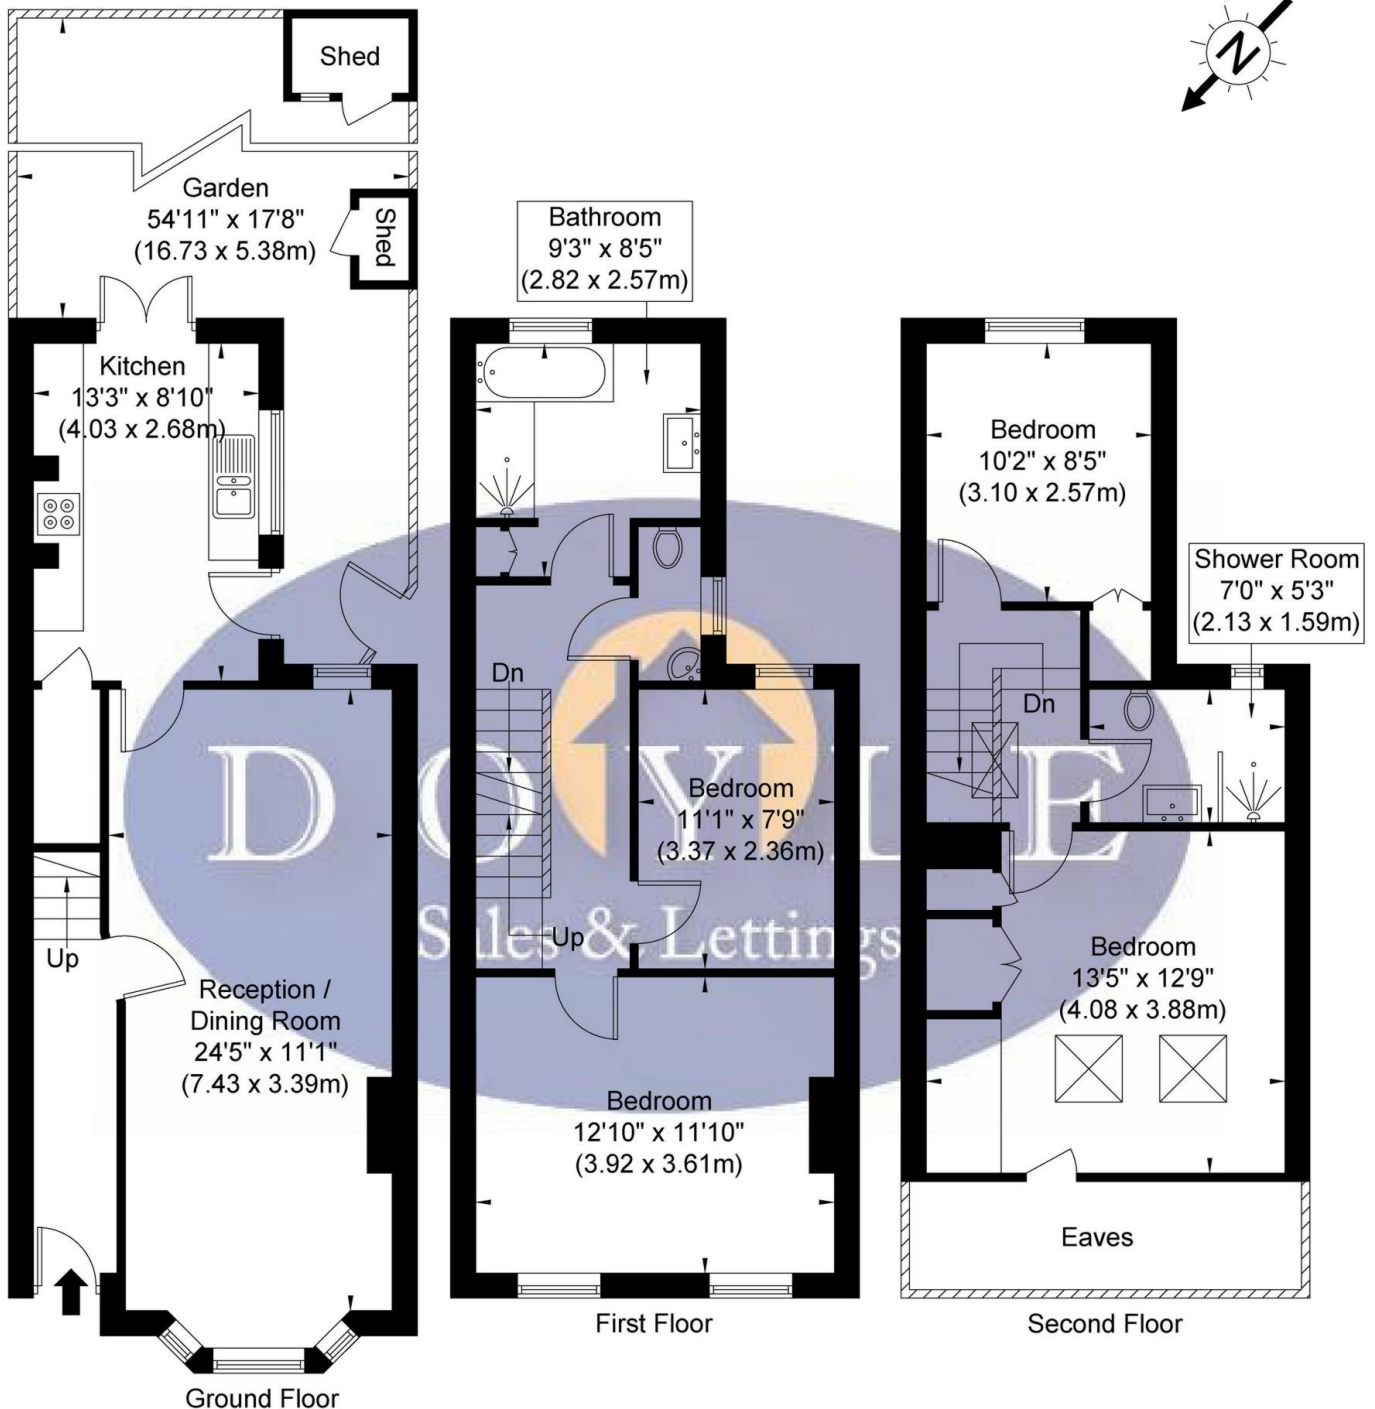 N
Shed
Garden
54'11" x 17'8"
(16.73 x 5.38m)
Shed
Kitchen
13'3" x 8'10"
(4.03 x 2.68m)
Up
Reception /
Dining Room
24'5" x 11'1"
(7.43 x 3.39m)
Ground Floor
Bathroom
9'3" x 8'5"
(2.82 x 2.57m)
Dn
Bedroom
11'1" x 7'9"
(3.37 x 2.36m)
Up
Bedroom
12'10" x 11'10"
(3.92 x 3.61m)
First Floor
Bedroom
10'2" x 8'5"
(3.10 x 2.57m)
Shower Room
7'0" x 5'3"
(2.13 x 1.59m)
Dn
Bedroom
13'5" x 12'9"
(4.08 x 3.88m)
Eaves
Second Floor
DOYLE
Sales & Lettings